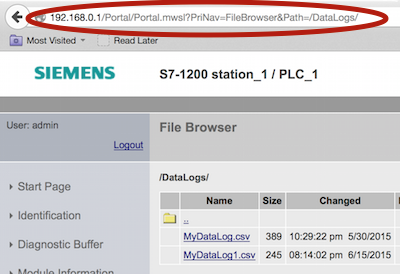 192.168.0.1/Portal/Portal.mwsl?PriNav=FileBrowser&Path=/DataLogs/
Most Visited Read Later
SIEMENS S7-1200 station_1 / PLC_1
User: admin
Logout
File Browser
Start Page
Identification
Diagnostic Buffer
Module Information
/DataLogs/
Name Size Changed
..
MyDataLog.csv 389 10:29:22 pm 5/30/2015
MyDataLog1.csv 245 08:14:02 pm 6/15/2015